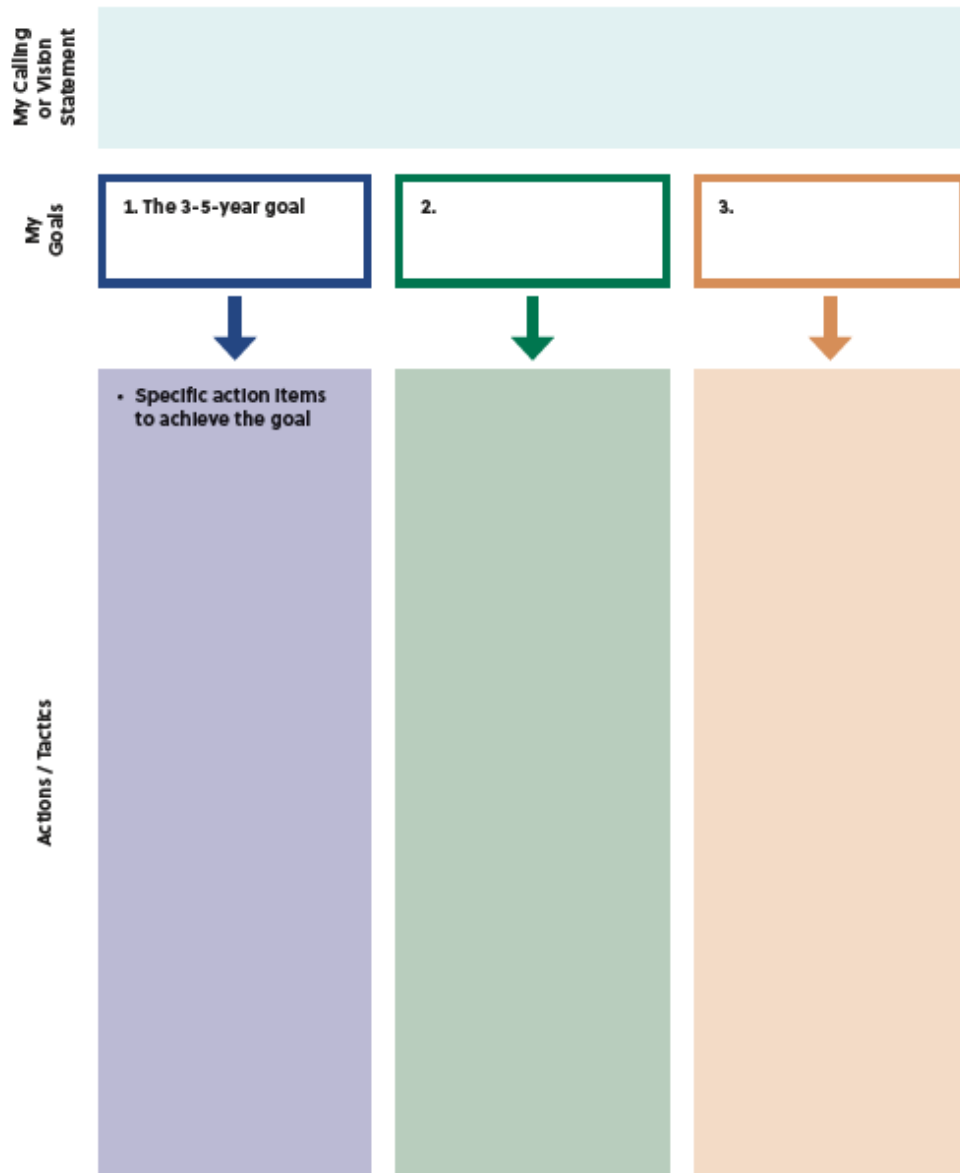 My Calling
or Vision
Statement
My
Goals
1. The 3-5-year goal
2.
3.
• Specific action items
to achieve the goal
Actions / Tactics